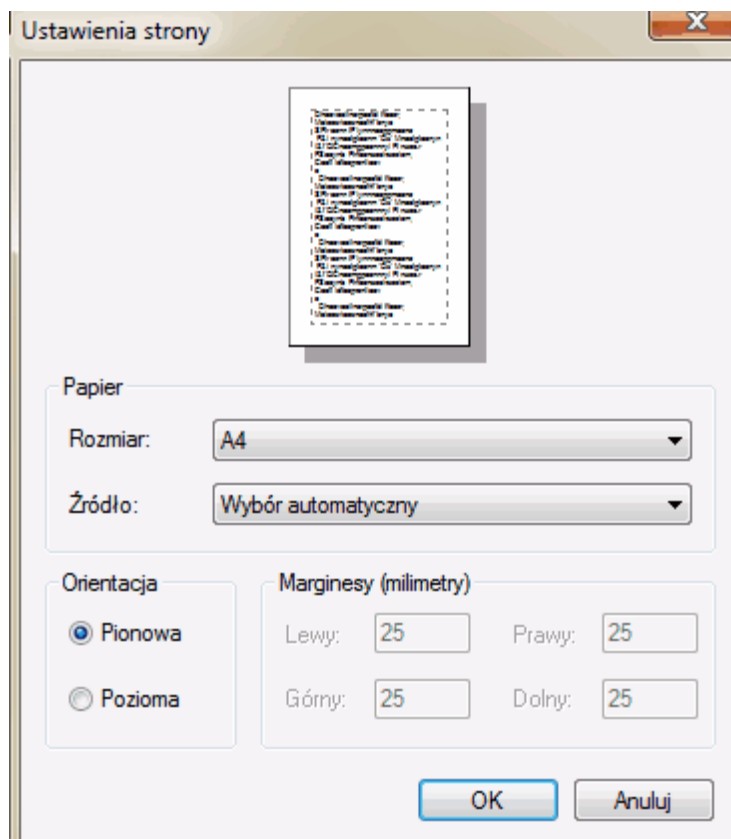 Ustawienia strony
Papier
Rozmiar:
A4
Źródło:
Wybór automatyczny
Orientacja
Pionowa
Pozioma
Marginesy (milimetry)
Lewy: 25 Prawy: 25
Górny: 25 Dolny: 25
OK Anuluj